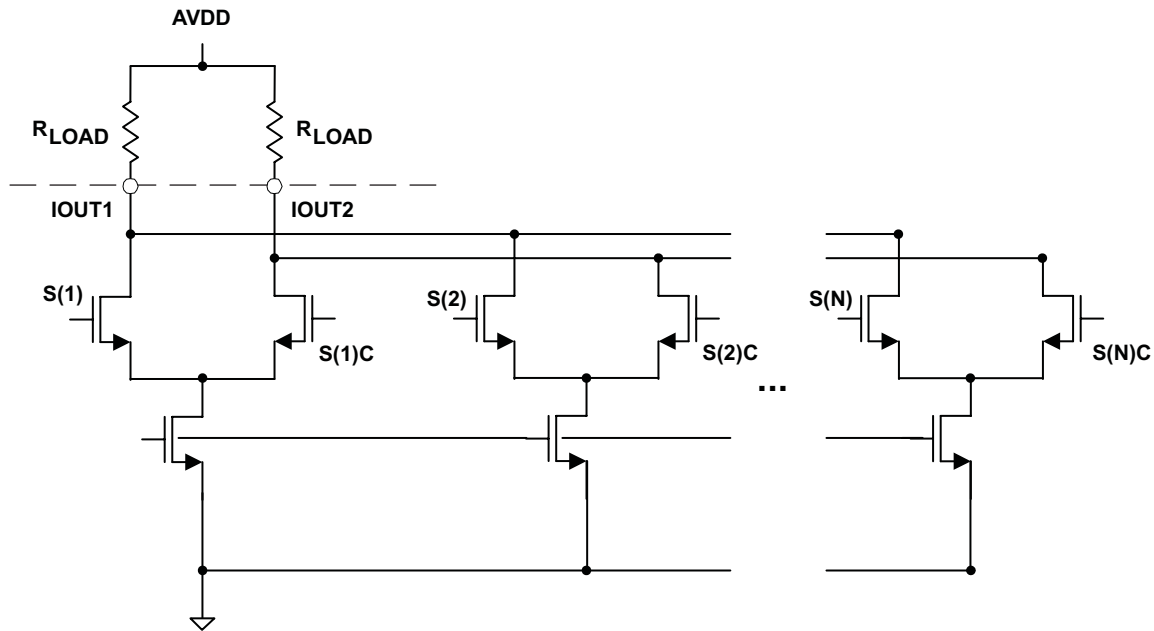 AVDD
RLOAD
RLOAD
IOUT1
IOUT2
S(1)
S(1)C
S(2)
S(2)C
...
S(N)
S(N)C